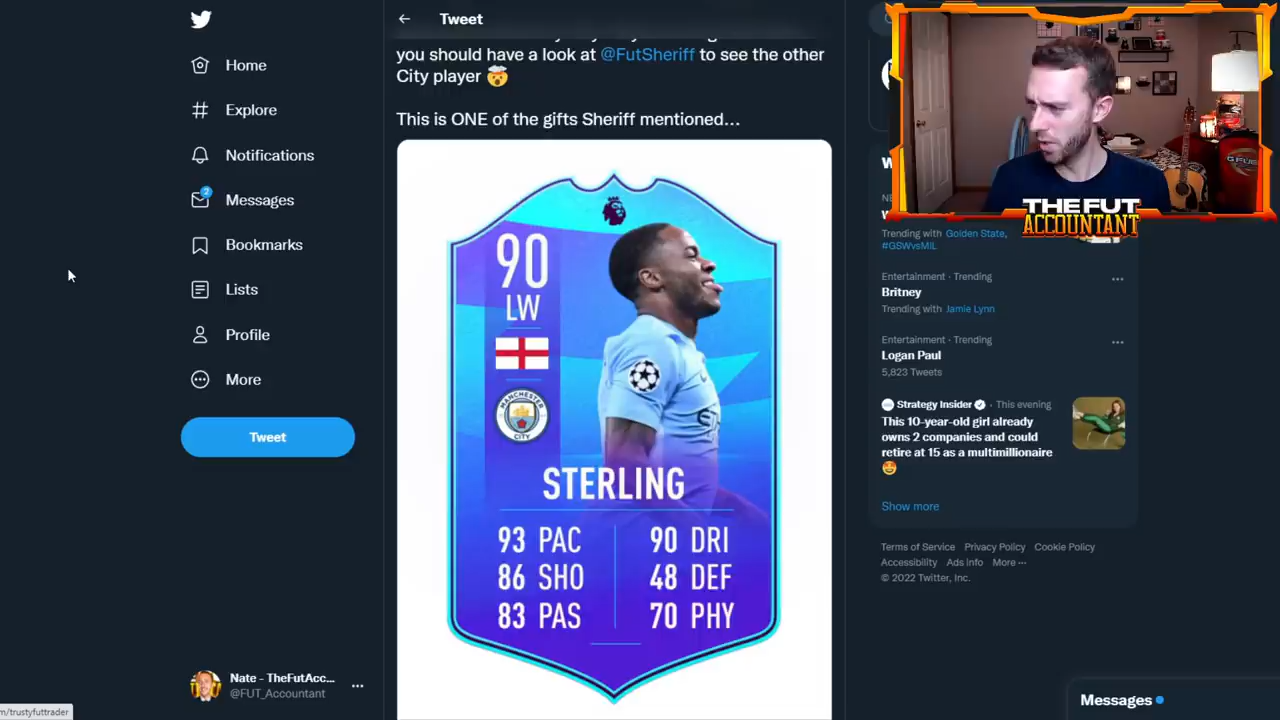 Tweet
you should have a look at @FutSheriff to see the other
City player 🤯
This is ONE of the gifts Sheriff mentioned…
Home
Explore
Notifications
2
Messages
Bookmarks
Lists
Profile
More
Tweet
Nate - TheFutAcc...
@FUT_Accountant
m/trustyfuttrader
90
LW
MANCHESTER
CITY
STERLING
93 PAC
86 SHO
83 PAS
90 DRI
48 DEF
70 PHY
THE FUT
ACCOUNTANT
Trending with Golden State,
#GSWvsMIL
Entertainment · Trending
Britney
Trending with Jamie Lynn
Entertainment · Trending
Logan Paul
5,823 Tweets
Strategy Insider · This evening
This 10-year-old girl already
owns 2 companies and could
retire at 15 as a multimillionaire
🤩
Show more
Terms of Service Privacy Policy Cookie Policy
Accessibility Ads info More ···
© 2022 Twitter, Inc.
Messages